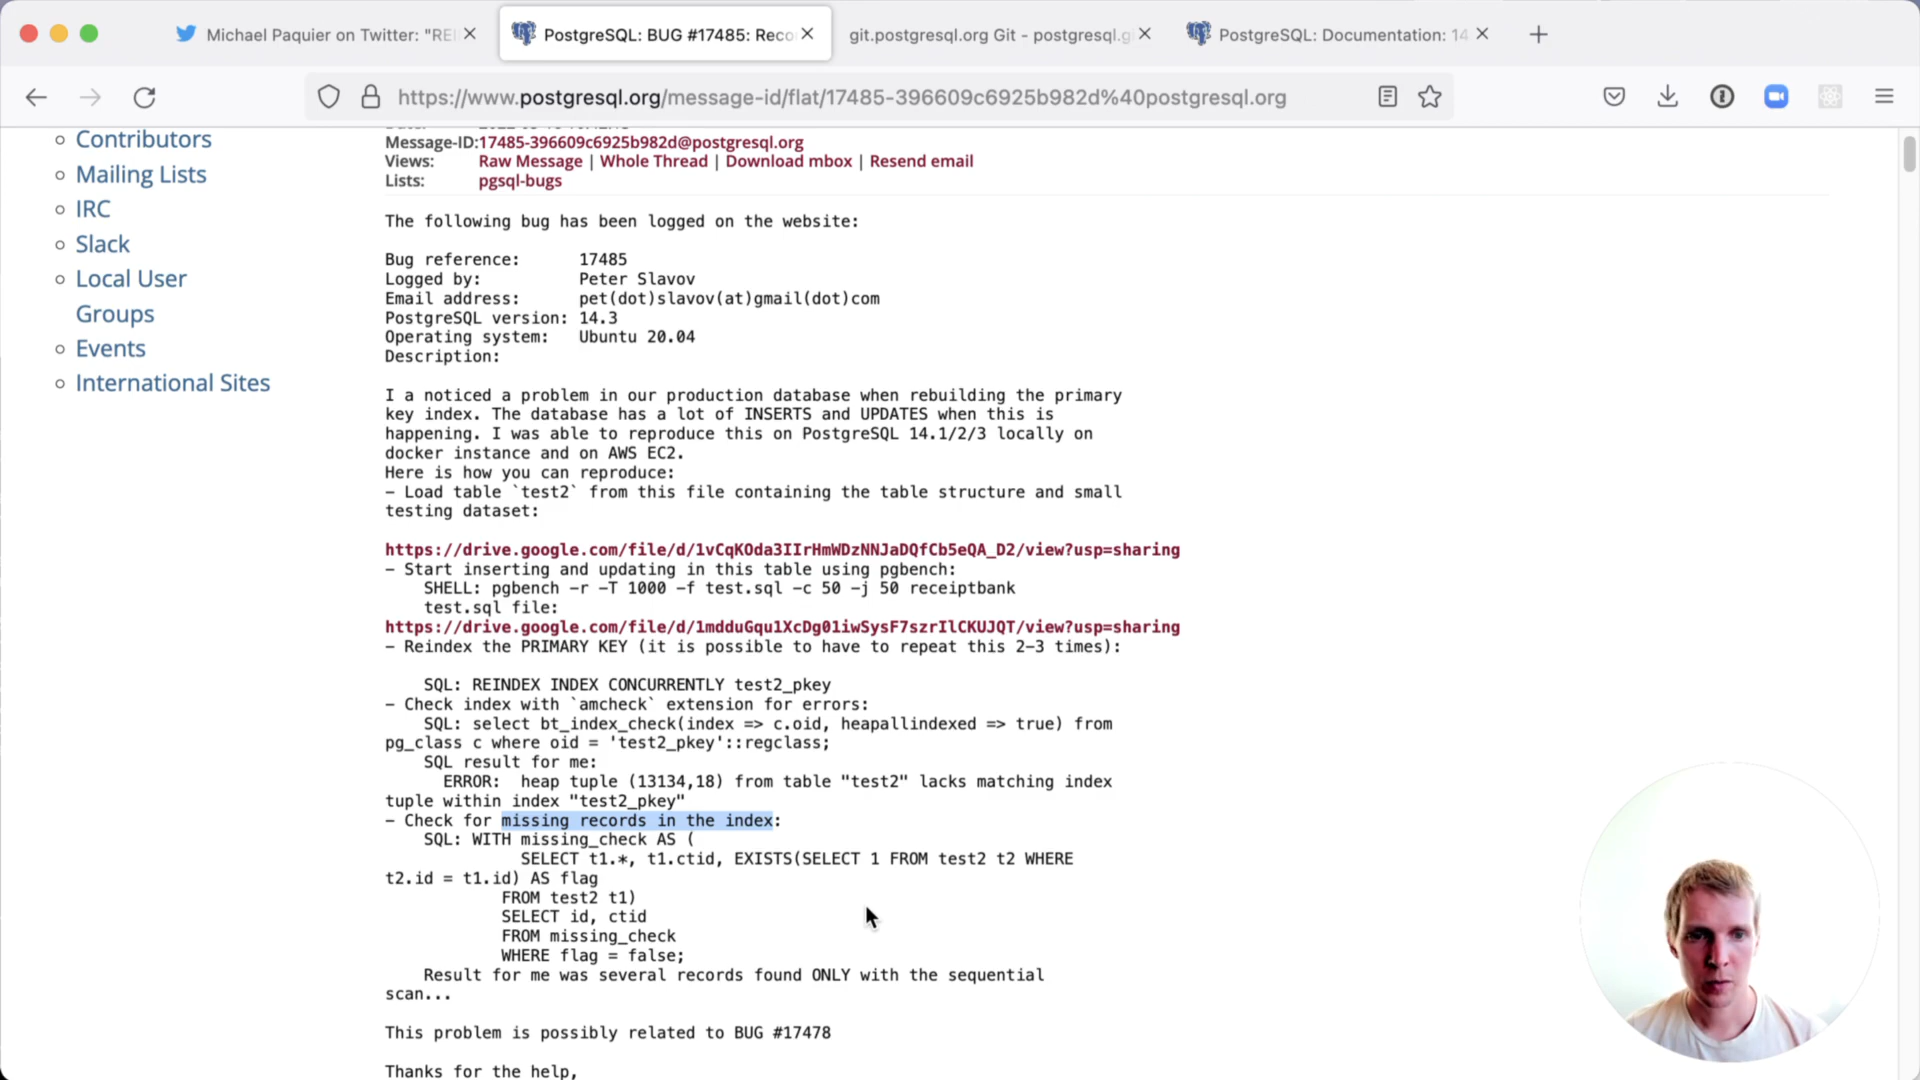 Michael Paquier on Twitter: "REI
PostgreSQL: BUG #17485: Reco
git.postgresql.org Git - postgresql.g
PostgreSQL: Documentation: 14
https://www.postgresql.org/message-id/flat/17485-396609c6925b982d%40postgresql.org
Contributors
Mailing Lists
IRC
Slack
Local User
Groups
Events
International Sites
Message-ID:17485-396609c6925b982d@postgresql.org
Views: Raw Message | Whole Thread | Download mbox | Resend email
Lists: pgsql-bugs
The following bug has been logged on the website:
Bug reference: 17485
Logged by: Peter Slavov
Email address: pet(dot)slavov(at)gmail(dot)com
PostgreSQL version: 14.3
Operating system: Ubuntu 20.04
Description:
I a noticed a problem in our production database when rebuilding the primary
key index. The database has a lot of INSERTS and UPDATES when this is
happening. I was able to reproduce this on PostgreSQL 14.1/2/3 locally on
docker instance and on AWS EC2.
Here is how you can reproduce:
- Load table `test2` from this file containing the table structure and small
testing dataset:
https://drive.google.com/file/d/1vCqKOda3IIrHmWDzNNJaDQfCb5eQA_D2/view?usp=sharing
- Start inserting and updating in this table using pgbench:
SHELL: pgbench -r -T 1000 -f test.sql -c 50 -j 50 receiptbank
test.sql file:
https://drive.google.com/file/d/1mdduGqu1XcDg01iwSysF7szrIlCKUJQT/view?usp=sharing
- Reindex the PRIMARY KEY (it is possible to have to repeat this 2-3 times):
SQL: REINDEX INDEX CONCURRENTLY test2_pkey
- Check index with `amcheck` extension for errors:
SQL: select bt_index_check(index => c.oid, heapallindexed => true) from
pg_class c where oid = 'test2_pkey'::regclass;
SQL result for me:
ERROR: heap tuple (13134,18) from table "test2" lacks matching index
tuple within index "test2_pkey"
- Check for missing records in the index:
SQL: WITH missing_check AS (
SELECT t1.*, t1.ctid, EXISTS(SELECT 1 FROM test2 t2 WHERE
t2.id = t1.id) AS flag
FROM test2 t1)
SELECT id, ctid
FROM missing_check
WHERE flag = false;
Result for me was several records found ONLY with the sequential
scan...
This problem is possibly related to BUG #17478
Thanks for the help,